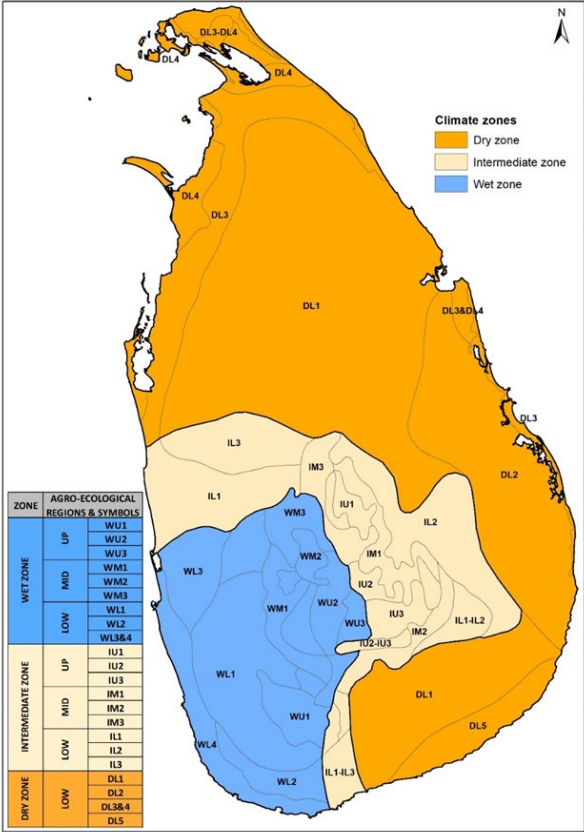 N
DL3-DL4
DL4
DL4
Climate zones
Dry zone
Intermediate zone
Wet zone
DL4
DL3
DL1
DL3&DL4
DL3
DL2
IL3
IM3
IL1
IU1
IL2
WM3
IM1
WM2
WL3
IU2
WM1
WU2
IU3
IL1-IL2
WU3
IM2
IU2-IU3
WL1
DL1
WU1
DL5
WL4
IL1-IL3
WL2
ZONE
AGRO-ECOLOGICAL
REGIONS & SYMBOLS
WET ZONE
UP
WU1
WU2
WU3
MID
WM1
WM2
WM3
LOW
WL1
WL2
WL3&4
INTERMEDIATE ZONE
UP
IU1
IU2
IU3
MID
IM1
IM2
IM3
LOW
IL1
IL2
IL3
DRY ZONE
LOW
DL1
DL2
DL3&4
DL5